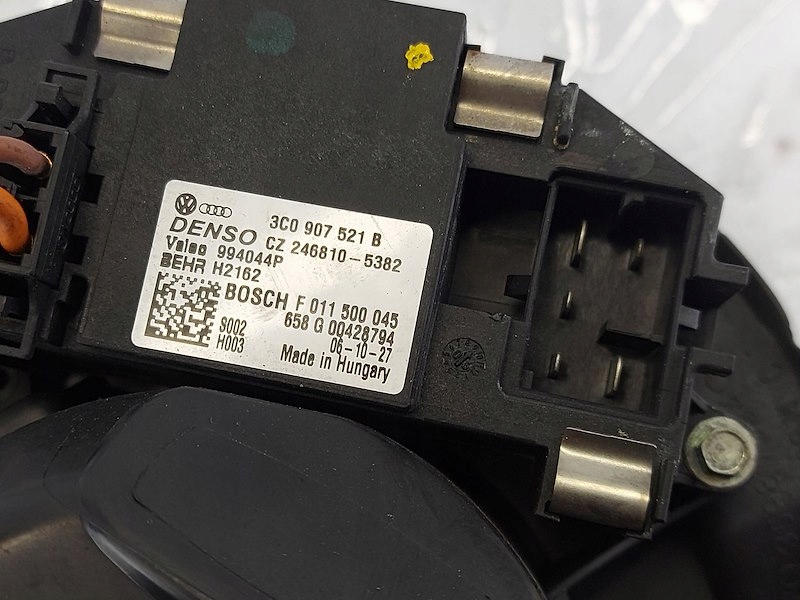 3C0 907 521 B
DENSO CZ 246810-5382
Valeo 994044P
BEHR H2162
BOSCH F 011 500 045
658 G 00428794
S002
H003
06-10-27
Made in Hungary